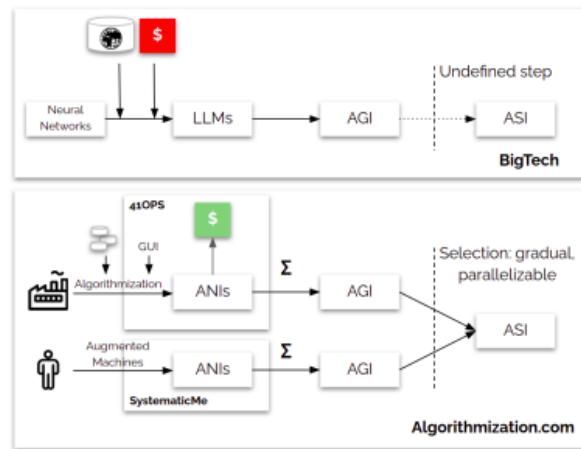 $
Undefined step
Neural
Networks
LLMs
AGI
ASI
BigTech
41OPS
$
GUI
Σ
Selection: gradual,
parallelizable
Algorithmization
ANIs
AGI
ASI
Augmented
Machines
Σ
ANIs
AGI
SystematicMe
Algorithmization.com